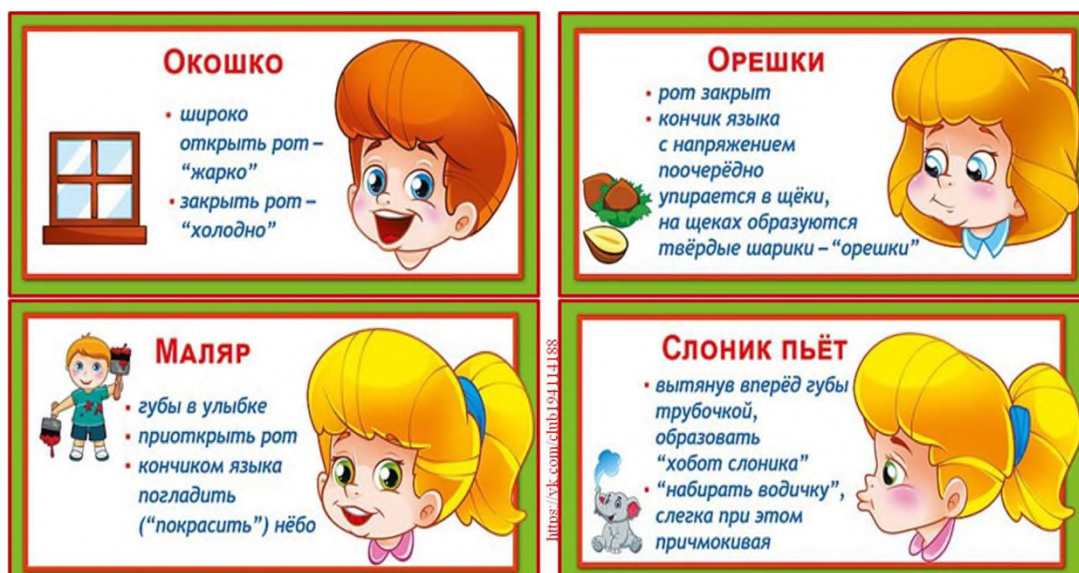 ОКОШКО
▪ широко
открыть рот –
“жарко”
▪ закрыть рот –
“холодно”
ОРЕШКИ
▪ рот закрыт
▪ кончик языка
с напряжением
поочерёдно
упирается в щёки,
на щеках образуются
твёрдые шарики – “орешки”
МАЛЯР
▪ губы в улыбке
▪ приоткрыть рот
▪ кончиком языка
погладить
(“покрасить”) нёбо
https://vk.com/club194114188
СЛОНИК ПЬЁТ
▪ вытянув вперёд губы
трубочкой,
образовать
“хобот слоника”
▪ “набирать водичку”,
слегка при этом
причмокивая